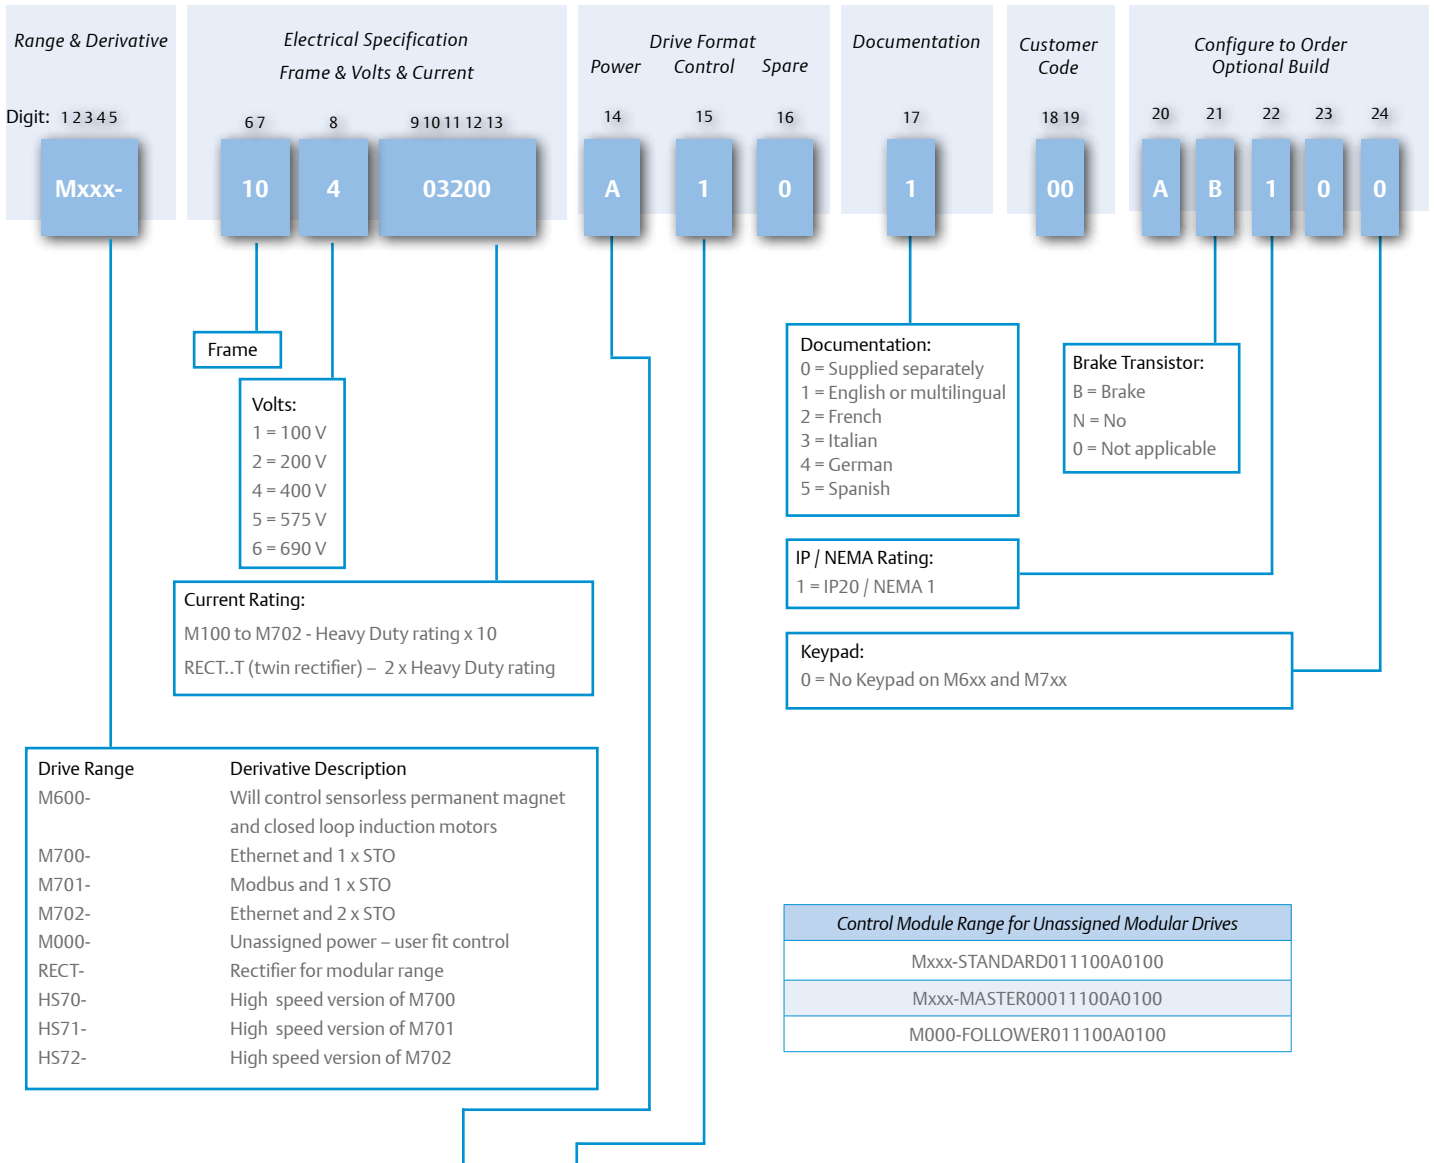 Range & Derivative
Electrical Specification
Frame & Volts & Current
Drive Format
Power Control Spare
Documentation
Customer
Code
Configure to Order
Optional Build
Digit: 1 2 3 4 5 6 7 8 9 10 11 12 13 14 15 16 17 18 19 20 21 22 23 24
Mxxx- 10 4 03200 A 1 0 1 00 A B 1 0 0
Frame
Volts:
1 = 100 V
2 = 200 V
4 = 400 V
5 = 575 V
6 = 690 V
Current Rating:
M100 to M702 - Heavy Duty rating x 10
RECT..T (twin rectifier) – 2 x Heavy Duty rating
Documentation:
0 = Supplied separately
1 = English or multilingual
2 = French
3 = Italian
4 = German
5 = Spanish
Brake Transistor:
B = Brake
N = No
0 = Not applicable
IP / NEMA Rating:
1 = IP20 / NEMA 1
Keypad:
0 = No Keypad on M6xx and M7xx
Drive Range Derivative Description
M600- Will control sensorless permanent magnet
and closed loop induction motors
M700- Ethernet and 1 x STO
M701- Modbus and 1 x STO
M702- Ethernet and 2 x STO
M000- Unassigned power – user fit control
RECT- Rectifier for modular range
HS70- High speed version of M700
HS71- High speed version of M701
HS72- High speed version of M702
Control Module Range for Unassigned Modular Drives
Mxxx-STANDARD011100A0100
Mxxx-MASTER00011100A0100
M000-FOLLOWER011100A0100